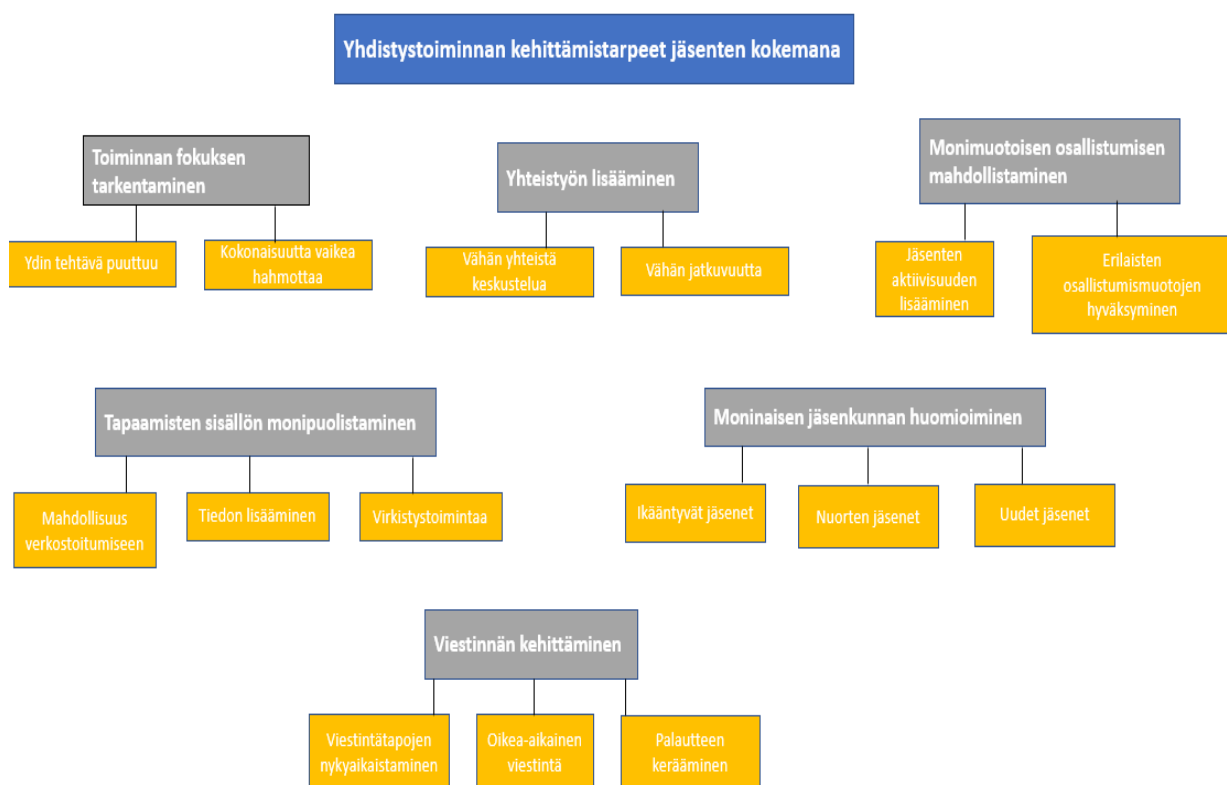 Yhdistystoiminnan kehittämistarpeet jäsenten kokemana
Toiminnan fokuksen
tarkentaminen
Ydin tehtävä puuttuu
Kokonaisuutta vaikea
hahmottaa
Yhteistyön lisääminen
Vähän yhteistä
keskustelua
Vähän jatkuvuutta
Monimuotoisen osallistumisen
mahdollistaminen
Jäsenten
aktiivisuuden
lisääminen
Erilaisten
osallistumismuotojen
hyväksyminen
Tapaamisten sisällön monipuolistaminen
Mahdollisuus
verkostoitumiseen
Tiedon lisääminen
Virkistystoimintaa
Moninaisen jäsenkunnan huomioiminen
Ikääntyvät jäsenet
Nuorten jäsenet
Uudet jäsenet
Viestinnän kehittäminen
Viestintätapojen
nykyaikaistaminen
Oikea-aikainen
viestintä
Palautteen
kerääminen